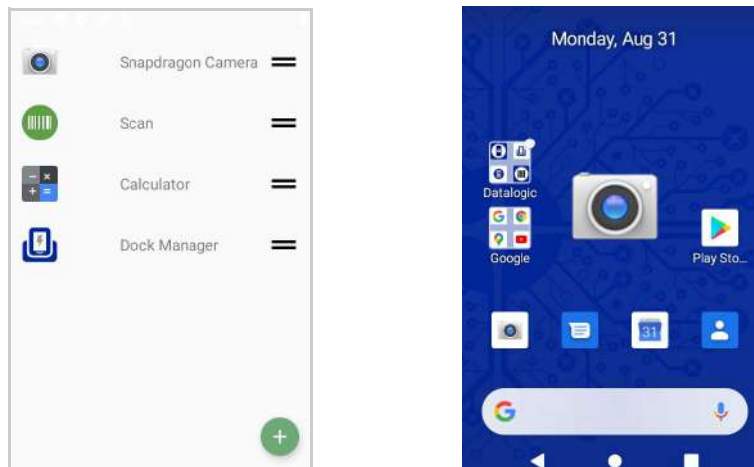 Snapdragon Camera
Scan
Calculator
Dock Manager
Monday, Aug 31
Datalogic
Google
Play Sto...
31